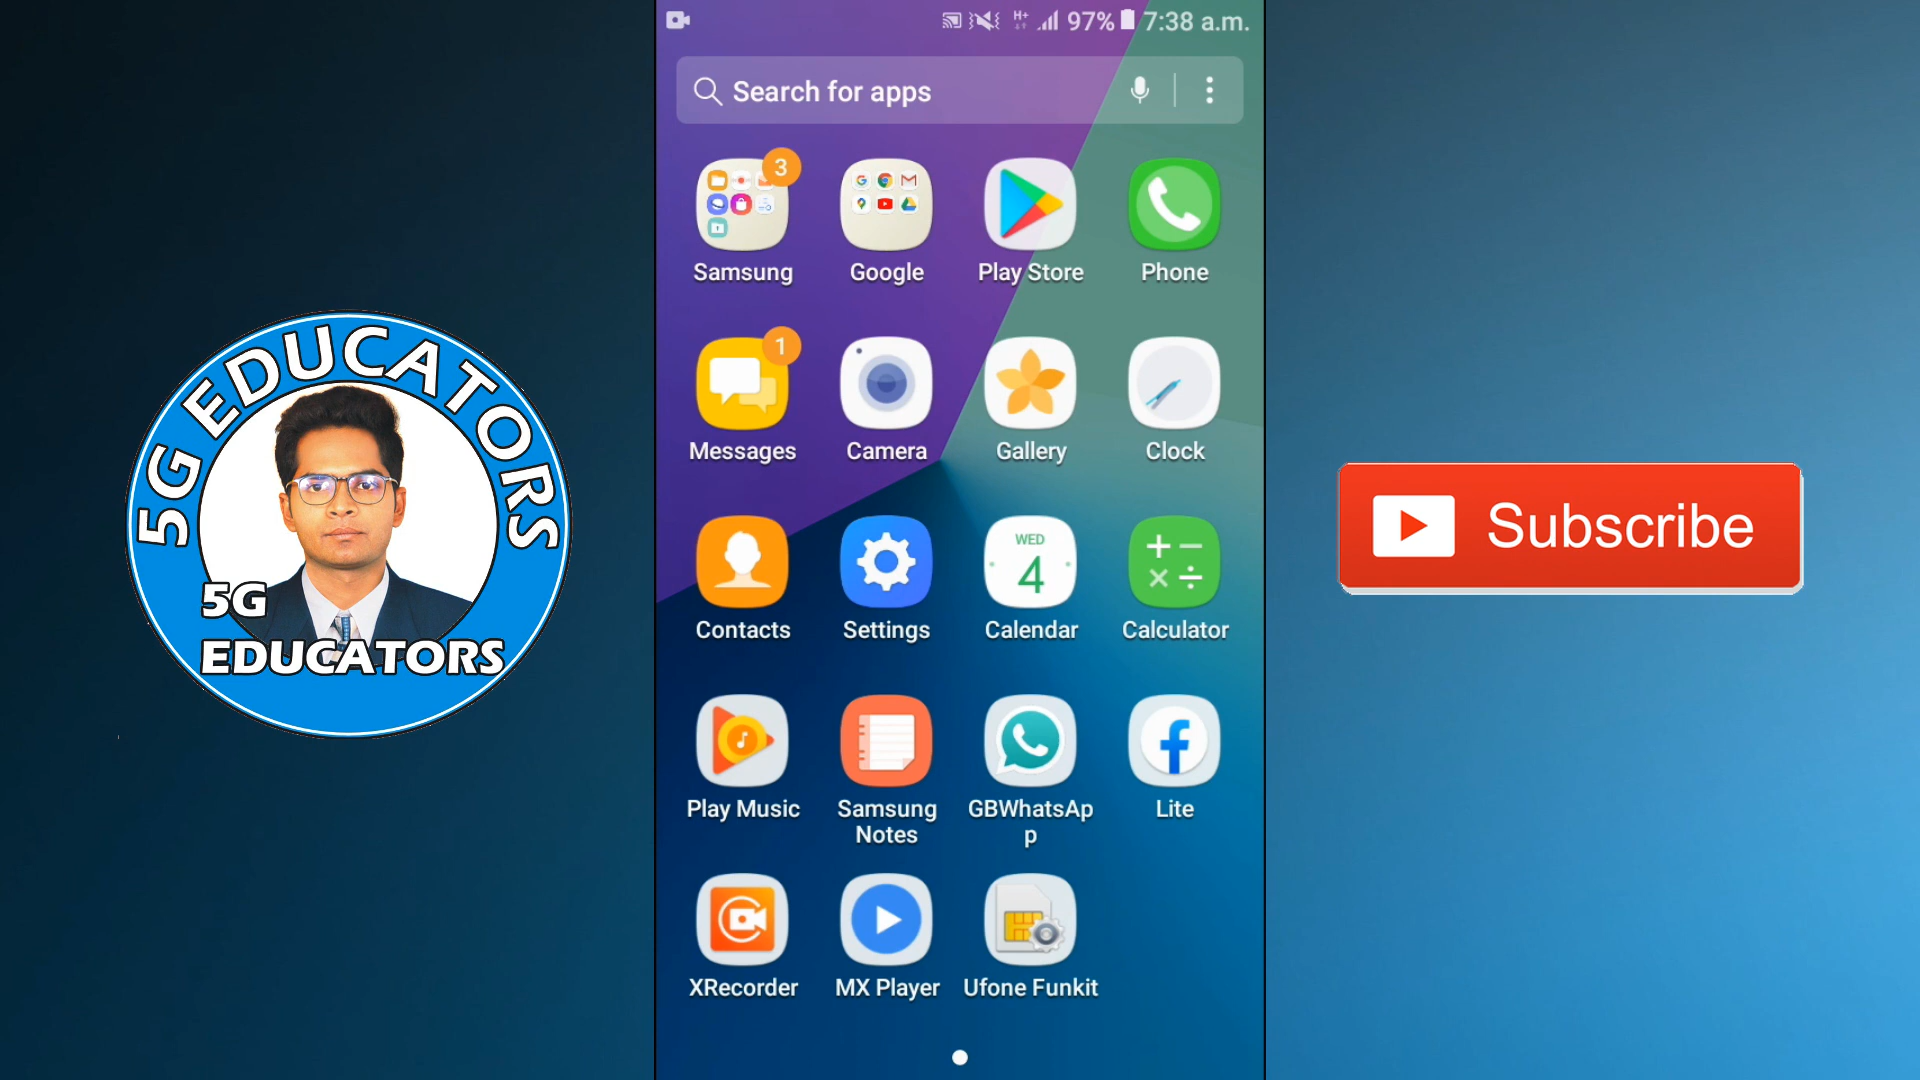 H+ 97% 7:38 a.m.
Search for apps
3
Samsung Google Play Store Phone
1
Messages Camera Gallery Clock
WED
4
Contacts Settings Calendar Calculator
Play Music Samsung GBWhatsAp Lite
Notes p
XRecorder MX Player Ufone Funkit
5G EDUCATORS
5G
EDUCATORS
Subscribe